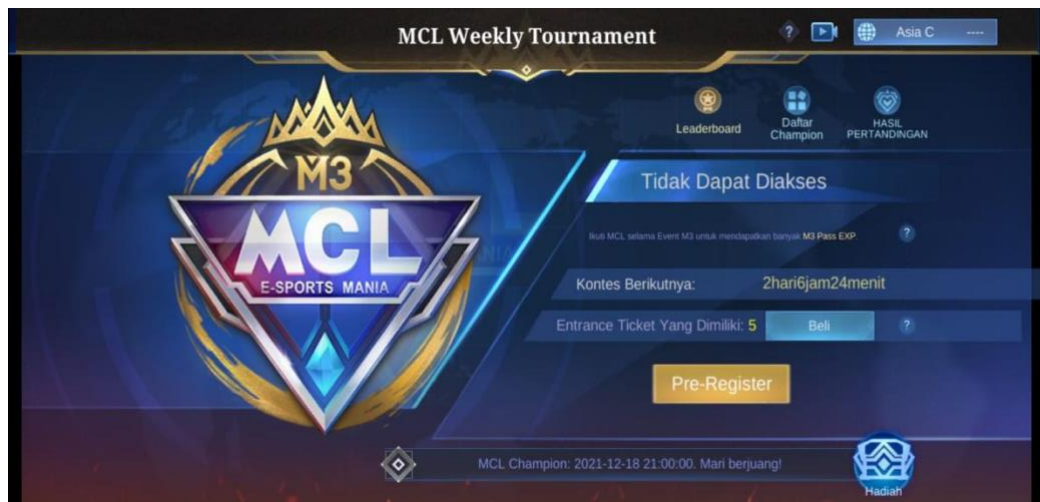 MCL Weekly Tournament
?
Asia C ----
Leaderboard
Daftar
Champion
HASIL
PERTANDINGAN
M3
MCL
E-SPORTS MANIA
Tidak Dapat Diakses
Ikuti MCL selama Event M3 untuk mendapatkan banyak M3 Pass EXP.
?
Kontes Berikutnya: 2hari6jam24menit
Entrance Ticket Yang Dimiliki: 5 Beli ?
Pre-Register
MCL Champion: 2021-12-18 21:00:00. Mari berjuang!
Hadiah